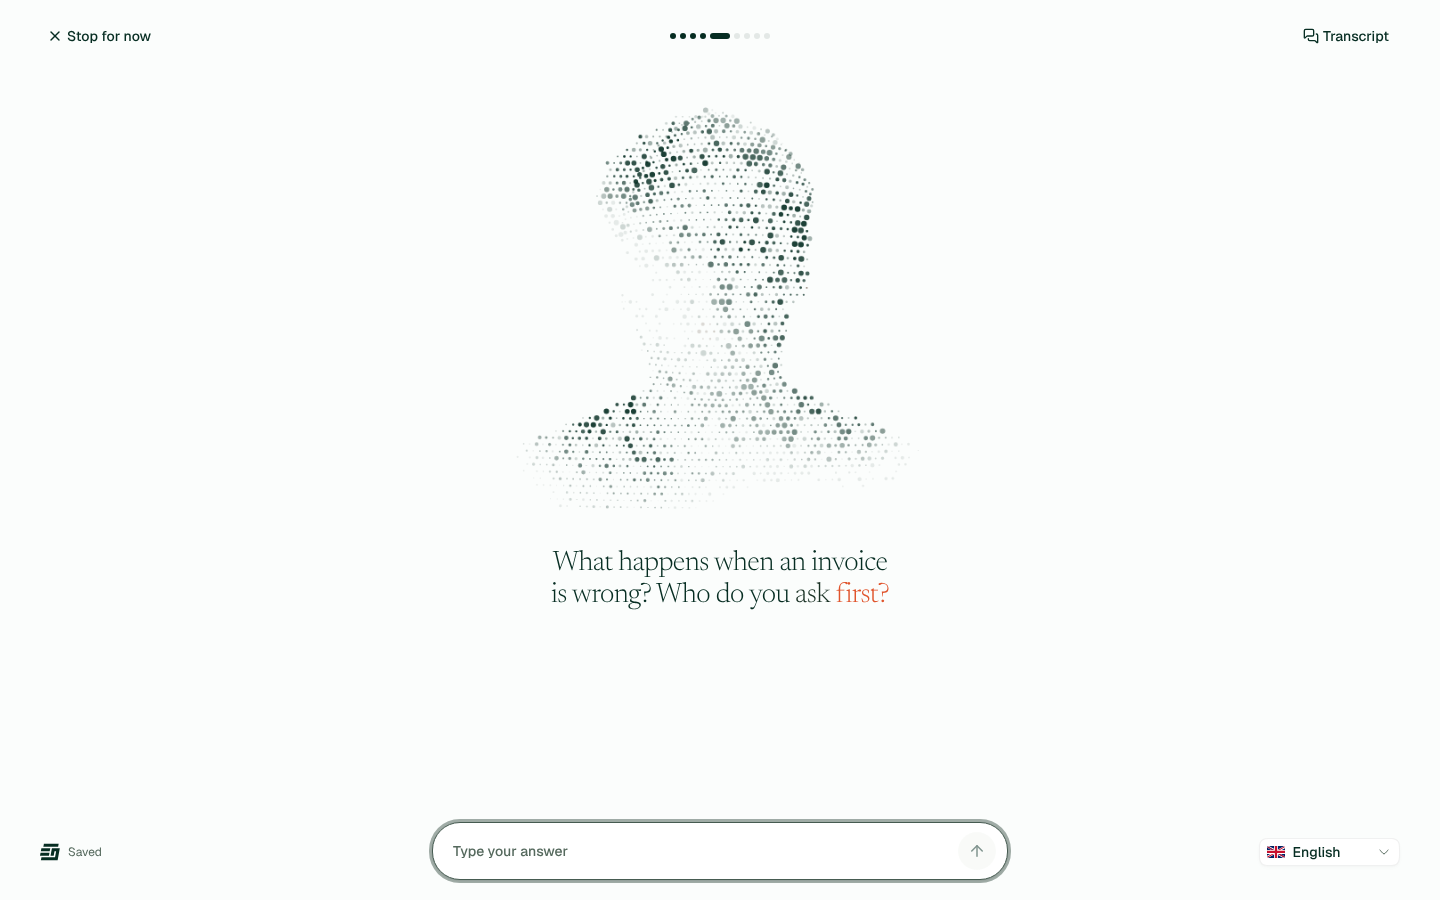 Stop for now
Transcript
What happens when an invoice
is wrong? Who do you ask first?
Saved
Type your answer
English